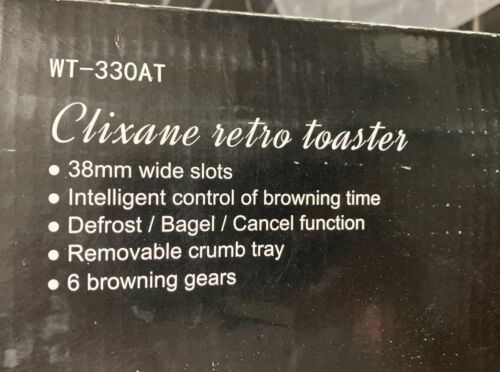 WT-330AT
Clixane retro toaster
• 38mm wide slots
• Intelligent control of browning time
• Defrost / Bagel / Cancel function
• Removable crumb tray
• 6 browning gears